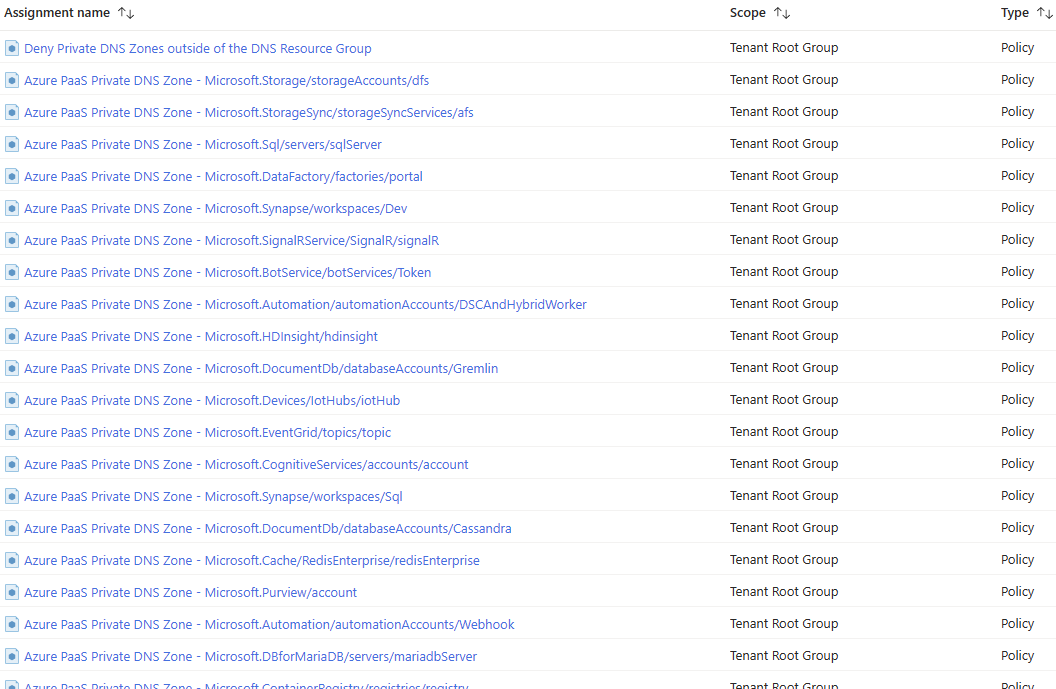 Assignment name ↑↓ Scope ↑↓ Type ↑↓
Deny Private DNS Zones outside of the DNS Resource Group Tenant Root Group Policy
Azure PaaS Private DNS Zone - Microsoft.Storage/storageAccounts/dfs Tenant Root Group Policy
Azure PaaS Private DNS Zone - Microsoft.StorageSync/storageSyncServices/afs Tenant Root Group Policy
Azure PaaS Private DNS Zone - Microsoft.Sql/servers/sqlServer Tenant Root Group Policy
Azure PaaS Private DNS Zone - Microsoft.DataFactory/factories/portal Tenant Root Group Policy
Azure PaaS Private DNS Zone - Microsoft.Synapse/workspaces/Dev Tenant Root Group Policy
Azure PaaS Private DNS Zone - Microsoft.SignalRService/SignalR/signalR Tenant Root Group Policy
Azure PaaS Private DNS Zone - Microsoft.BotService/botServices/Token Tenant Root Group Policy
Azure PaaS Private DNS Zone - Microsoft.Automation/automationAccounts/DSCAndHybridWorker Tenant Root Group Policy
Azure PaaS Private DNS Zone - Microsoft.HDInsight/hdinsight Tenant Root Group Policy
Azure PaaS Private DNS Zone - Microsoft.DocumentDb/databaseAccounts/Gremlin Tenant Root Group Policy
Azure PaaS Private DNS Zone - Microsoft.Devices/IotHubs/iotHub Tenant Root Group Policy
Azure PaaS Private DNS Zone - Microsoft.EventGrid/topics/topic Tenant Root Group Policy
Azure PaaS Private DNS Zone - Microsoft.CognitiveServices/accounts/account Tenant Root Group Policy
Azure PaaS Private DNS Zone - Microsoft.Synapse/workspaces/Sql Tenant Root Group Policy
Azure PaaS Private DNS Zone - Microsoft.DocumentDb/databaseAccounts/Cassandra Tenant Root Group Policy
Azure PaaS Private DNS Zone - Microsoft.Cache/RedisEnterprise/redisEnterprise Tenant Root Group Policy
Azure PaaS Private DNS Zone - Microsoft.Purview/account Tenant Root Group Policy
Azure PaaS Private DNS Zone - Microsoft.Automation/automationAccounts/Webhook Tenant Root Group Policy
Azure PaaS Private DNS Zone - Microsoft.DBforMariaDB/servers/mariadbServer Tenant Root Group Policy
Azure PaaS Private DNS Zone - Microsoft.ContainerRegistry/registries/registry Tenant Root Group Policy